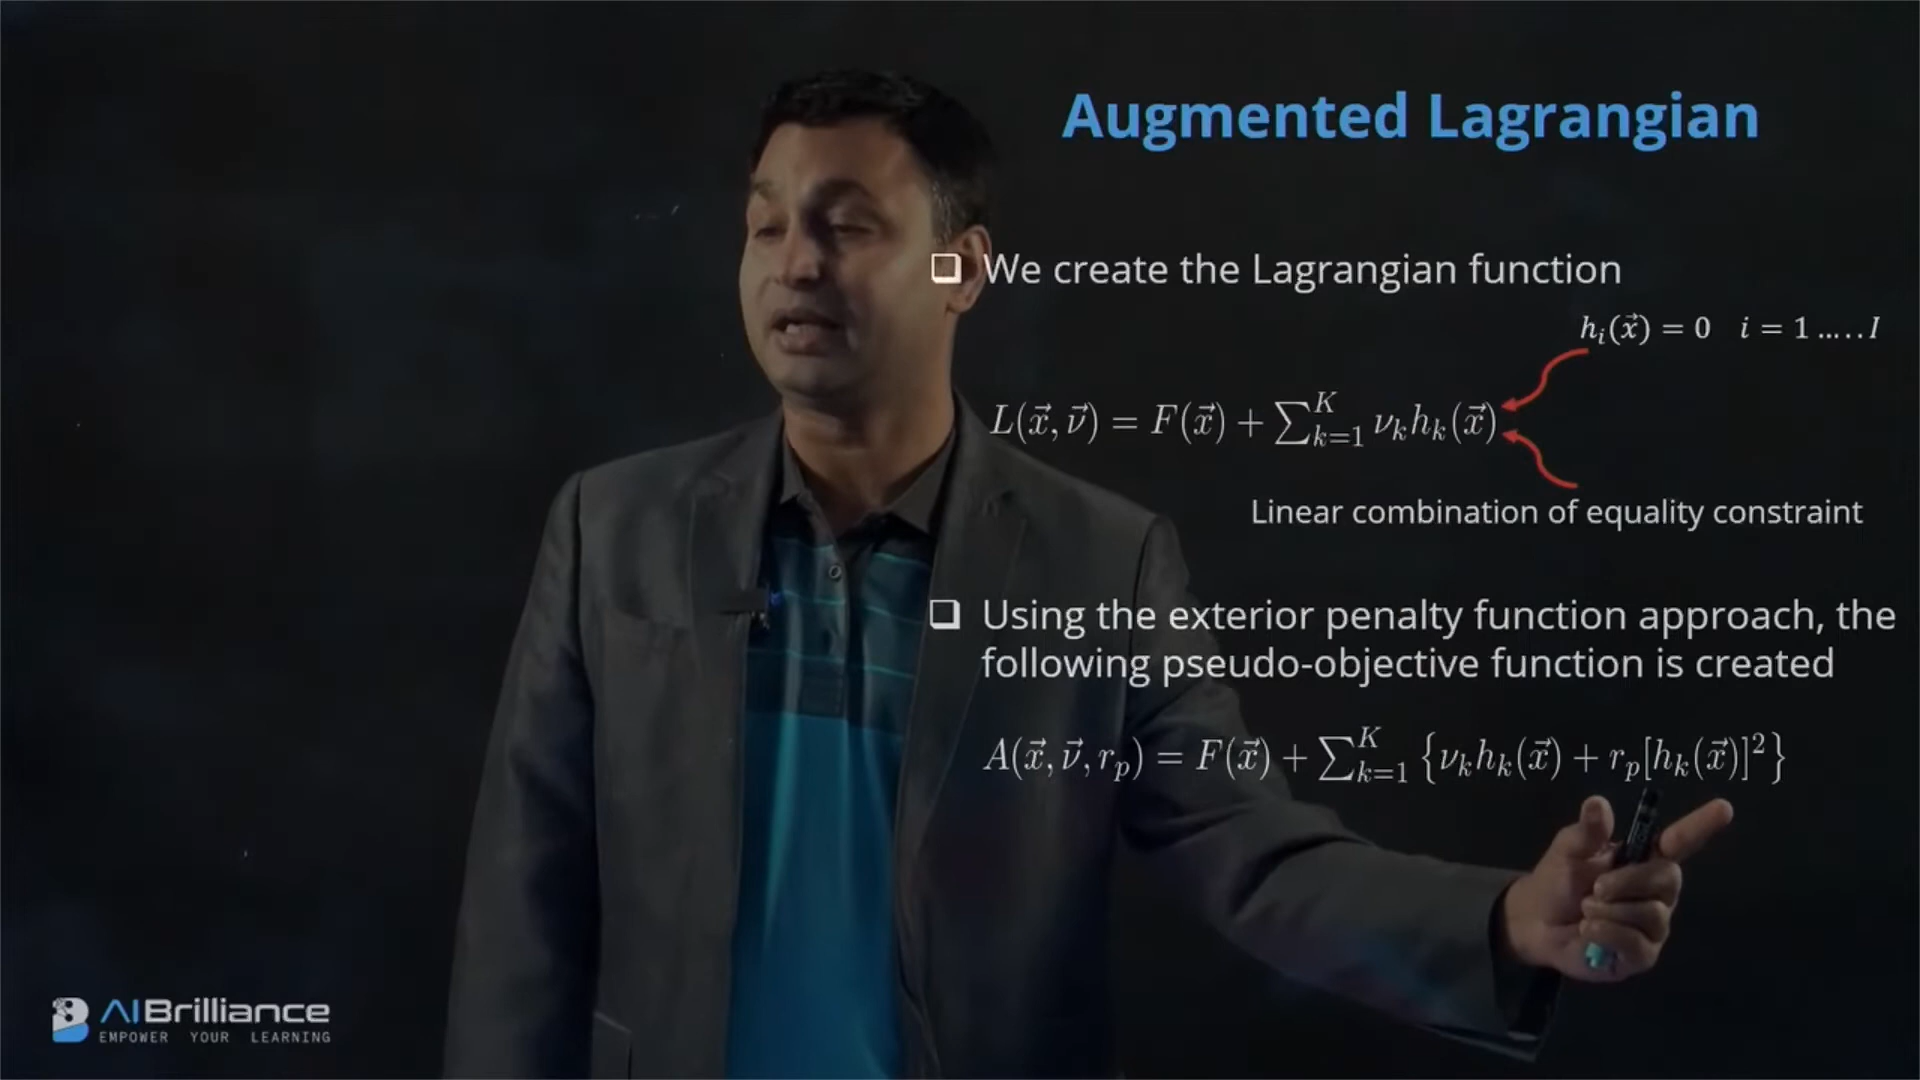 Augmented Lagrangian
❑ We create the Lagrangian function
hᵢ(x⃗) = 0 i = 1 .....I
L(x⃗, ν⃗) = F(x⃗) + ∑ₖ₌₁ᴷ νₖhₖ(x⃗)
Linear combination of equality constraint
❑ Using the exterior penalty function approach, the
following pseudo-objective function is created
A(x⃗, ν⃗, rₚ) = F(x⃗) + ∑ₖ₌₁ᴷ {νₖhₖ(x⃗) + rₚ[hₖ(x⃗)]²}
AIBrilliance
EMPOWER YOUR LEARNING